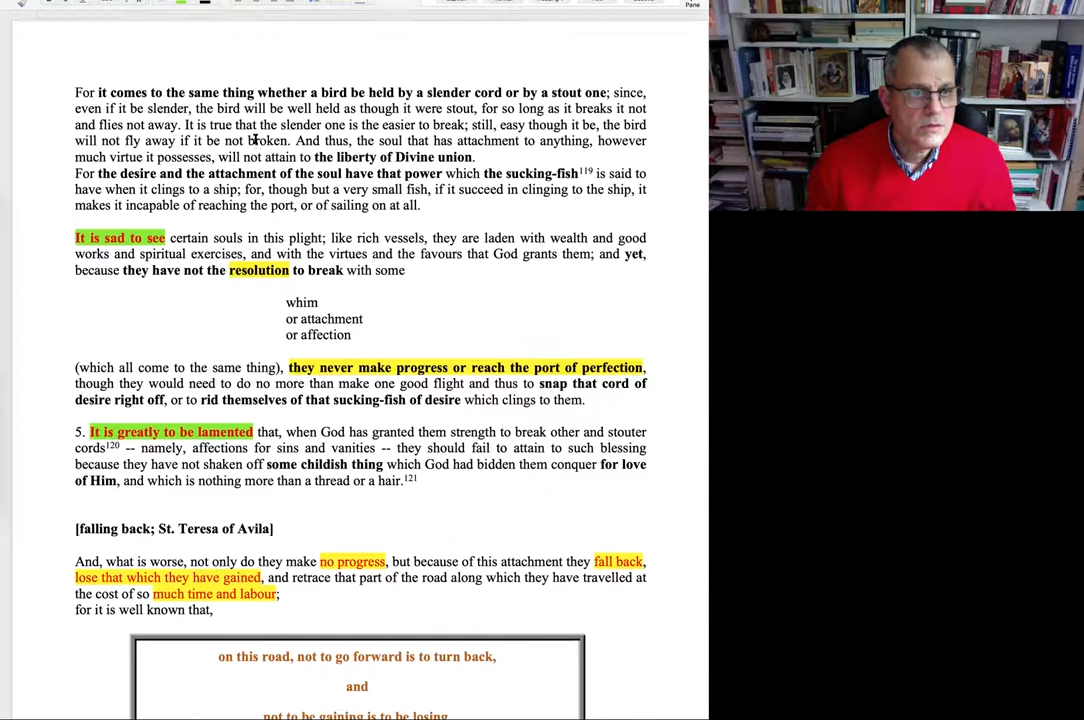 Pane
For it comes to the same thing whether a bird be held by a slender cord or by a stout one; since,
even if it be slender, the bird will be well held as though it were stout, for so long as it breaks it not
and flies not away. It is true that the slender one is the easier to break; still, easy though it be, the bird
will not fly away if it be not broken. And thus, the soul that has attachment to anything, however
much virtue it possesses, will not attain to the liberty of Divine union.
For the desire and the attachment of the soul have that power which the sucking-fish119 is said to
have when it clings to a ship; for, though but a very small fish, if it succeed in clinging to the ship, it
makes it incapable of reaching the port, or of sailing on at all.
It is sad to see certain souls in this plight; like rich vessels, they are laden with wealth and good
works and spiritual exercises, and with the virtues and the favours that God grants them; and yet,
because they have not the resolution to break with some
whim
or attachment
or affection
(which all come to the same thing), they never make progress or reach the port of perfection,
though they would need to do no more than make one good flight and thus to snap that cord of
desire right off, or to rid themselves of that sucking-fish of desire which clings to them.
5. It is greatly to be lamented that, when God has granted them strength to break other and stouter
cords120 -- namely, affections for sins and vanities -- they should fail to attain to such blessing
because they have not shaken off some childish thing which God had bidden them conquer for love
of Him, and which is nothing more than a thread or a hair.121
[falling back; St. Teresa of Avila]
And, what is worse, not only do they make no progress, but because of this attachment they fall back,
lose that which they have gained, and retrace that part of the road along which they have travelled at
the cost of so much time and labour;
for it is well known that,
on this road, not to go forward is to turn back,
and
not to be gaining is to be losing